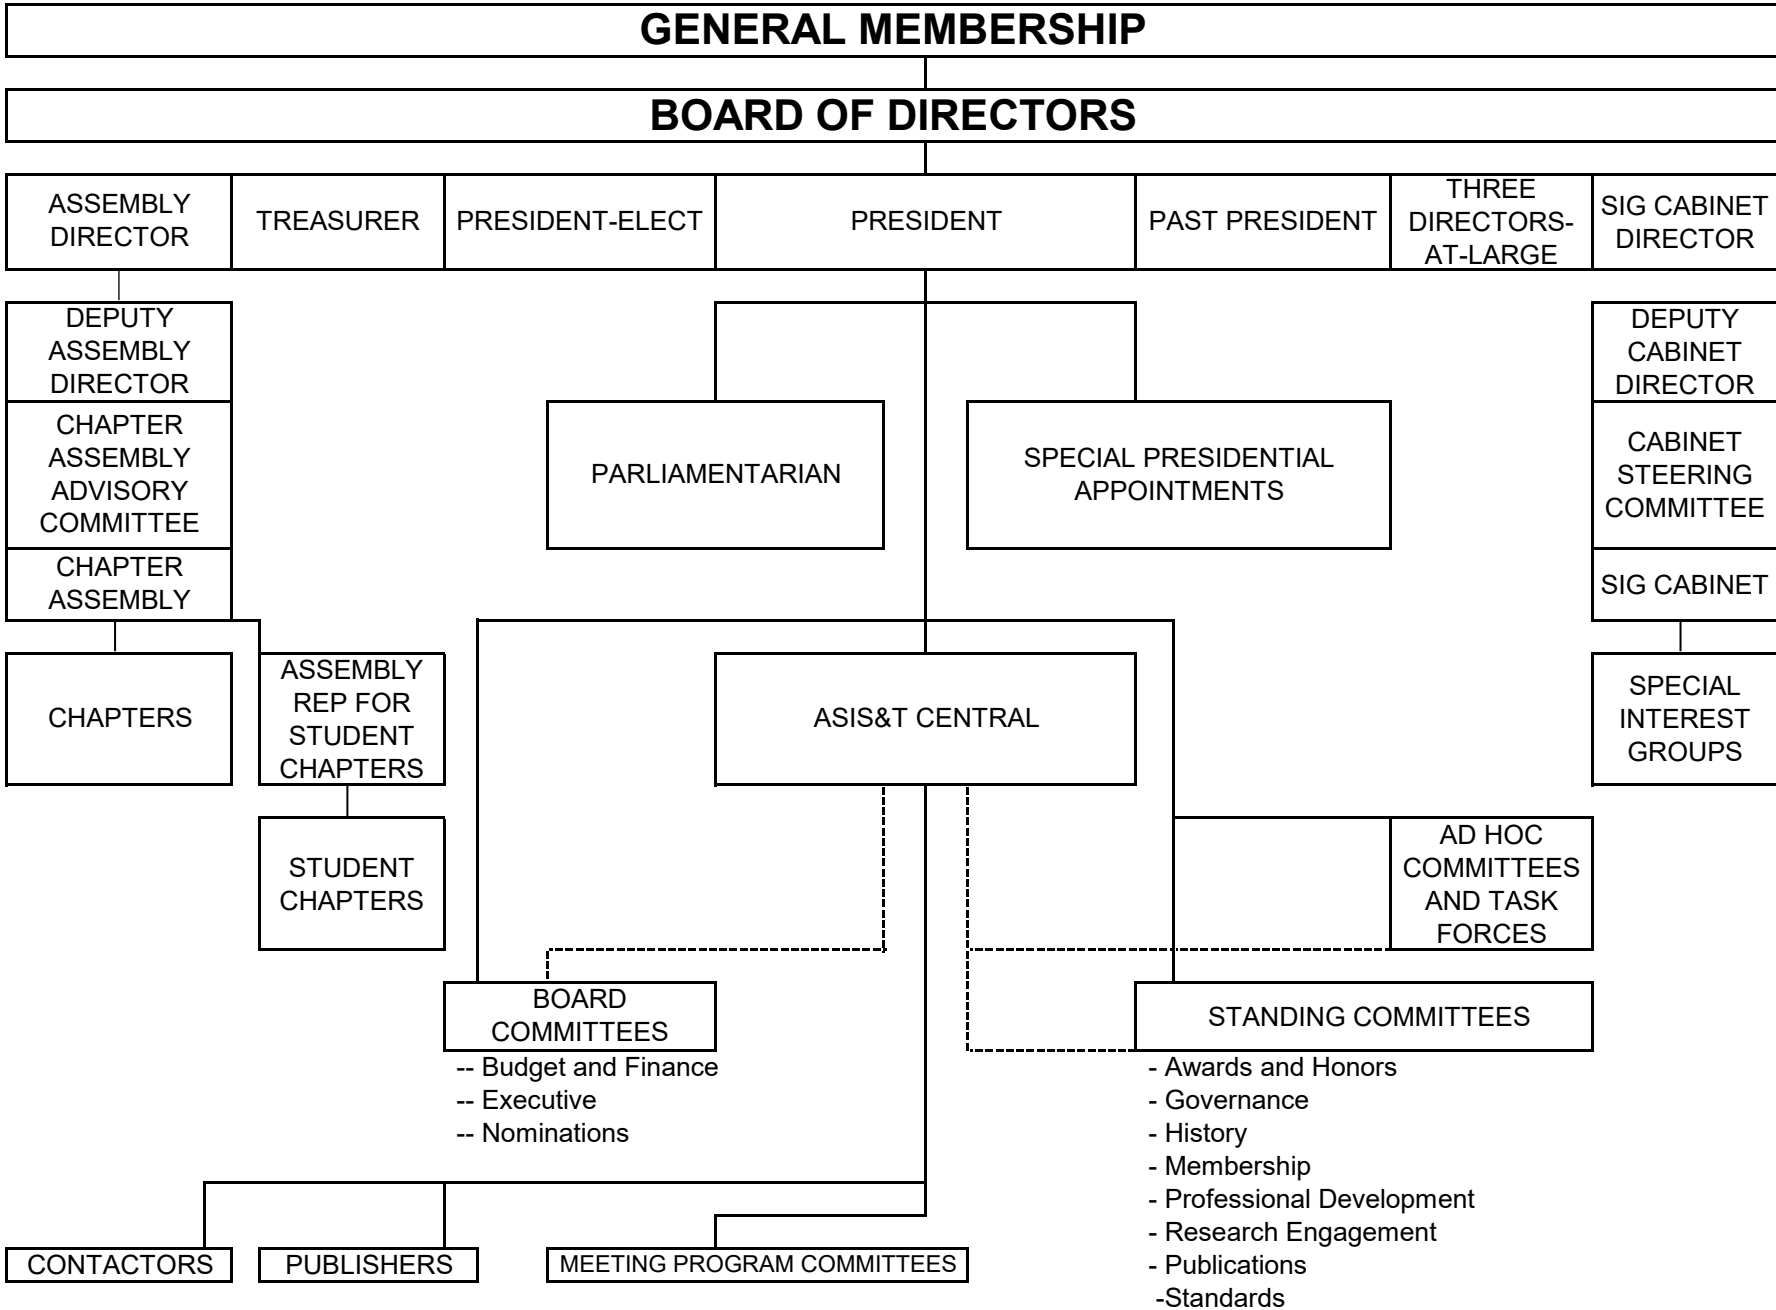 GENERAL MEMBERSHIP
BOARD OF DIRECTORS
ASSEMBLY
DIRECTOR
TREASURER
PRESIDENT-ELECT
PRESIDENT
PAST PRESIDENT
THREE
DIRECTORS-
AT-LARGE
SIG CABINET
DIRECTOR
DEPUTY
ASSEMBLY
DIRECTOR
DEPUTY
CABINET
DIRECTOR
CHAPTER
ASSEMBLY
ADVISORY
COMMITTEE
PARLIAMENTARIAN
SPECIAL PRESIDENTIAL
APPOINTMENTS
CABINET
STEERING
COMMITTEE
CHAPTER
ASSEMBLY
SIG CABINET
CHAPTERS
ASSEMBLY
REP FOR
STUDENT
CHAPTERS
ASIS&T CENTRAL
SPECIAL
INTEREST
GROUPS
STUDENT
CHAPTERS
AD HOC
COMMITTEES
AND TASK
FORCES
BOARD
COMMITTEES
-- Budget and Finance
-- Executive
-- Nominations
STANDING COMMITTEES
- Awards and Honors
- Governance
- History
- Membership
- Professional Development
- Research Engagement
- Publications
-Standards
CONTACTORS
PUBLISHERS
MEETING PROGRAM COMMITTEES